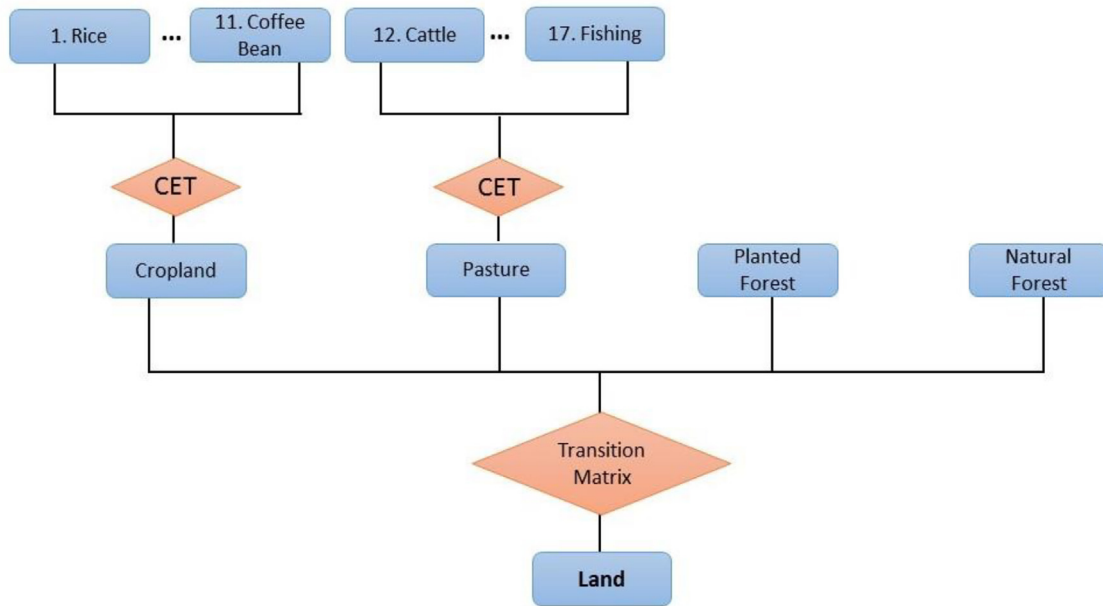 1. Rice
...
11. Coffee
Bean
12. Cattle
...
17. Fishing
CET
CET
Cropland
Pasture
Planted
Forest
Natural
Forest
Transition
Matrix
Land